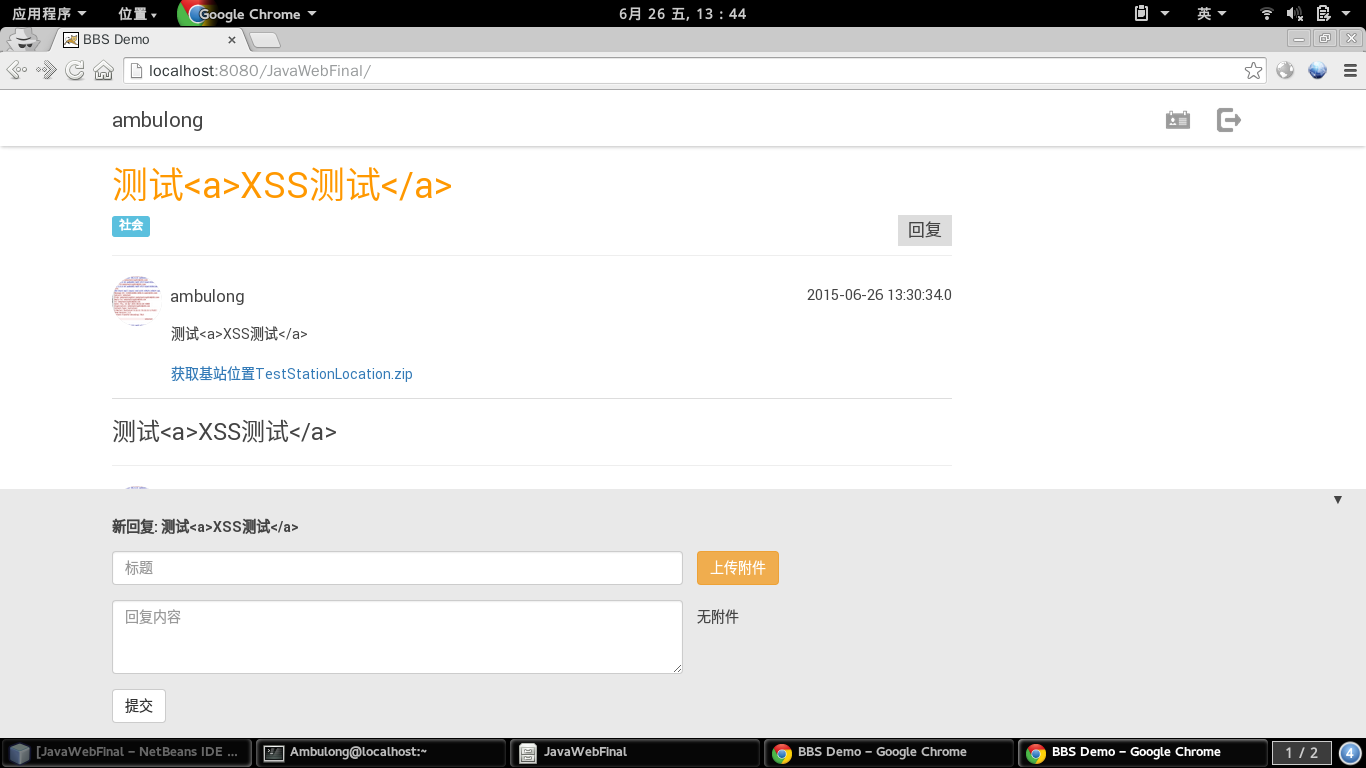 应用程序 位置 Google Chrome 6月 26 五, 13 : 44 英
BBS Demo
localhost:8080/JavaWebFinal/
ambulong
测试<a>XSS测试</a>
社会
回复
ambulong
2015-06-26 13:30:34.0
测试<a>XSS测试</a>
获取基站位置TestStationLocation.zip
测试<a>XSS测试</a>
新回复: 测试<a>XSS测试</a>
标题
上传附件
回复内容
无附件
提交
[JavaWebFinal - NetBeans IDE ... Ambulong@localhost:~ JavaWebFinal BBS Demo - Google Chrome BBS Demo - Google Chrome 1 / 2 4